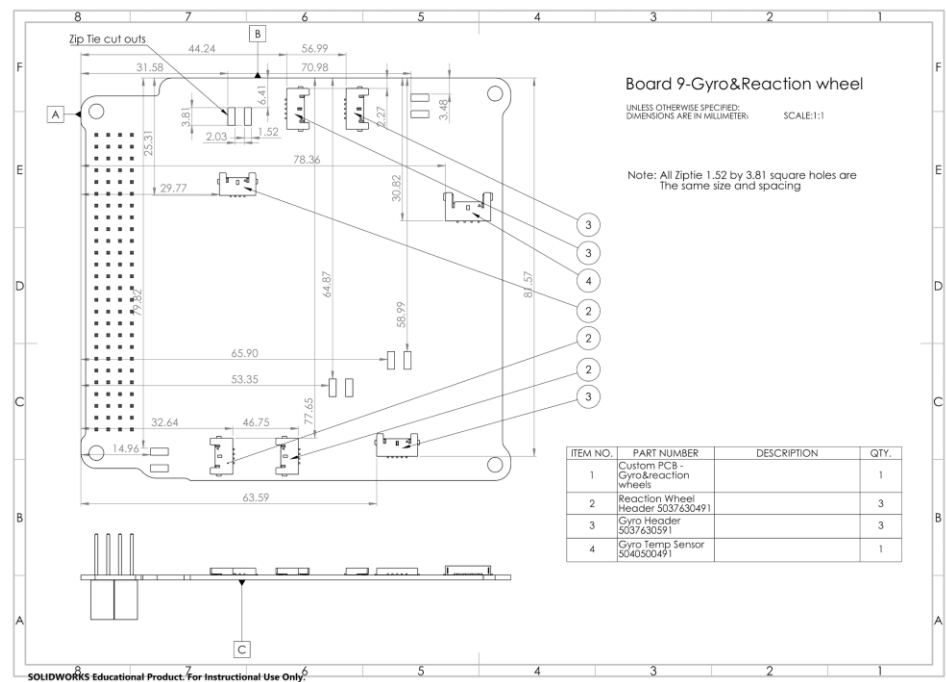 8 7 6 5 4 3 2 1
F
E
D
C
B
A
F
E
D
C
B
A
Zip Tie cut outs
B
A
44.24
56.99
31.58
70.98
6.41
3.81
25.31
2.03
1.52
2.27
3.48
78.36
29.77
30.82
79.82
64.87
58.99
81.57
65.90
53.35
32.64
46.75
77.65
14.96
63.59
3
3
4
2
2
2
3
Board 9-Gyro&Reaction wheel
UNLESS OTHERWISE SPECIFIED:
DIMENSIONS ARE IN MILLIMETER: SCALE:1:1
Note: All Ziptie 1.52 by 3.81 square holes are
The same size and spacing
ITEM NO. PART NUMBER DESCRIPTION QTY.
1 Custom PCB - 1
Gyro&reaction
wheels
2 Reaction Wheel 3
Header 5037630491
3 Gyro Header 3
5037630591
4 Gyro Temp Sensor 1
5040500491
C
8 7 6 5 4 3 2 1
SOLIDWORKS Educational Product. For Instructional Use Only.